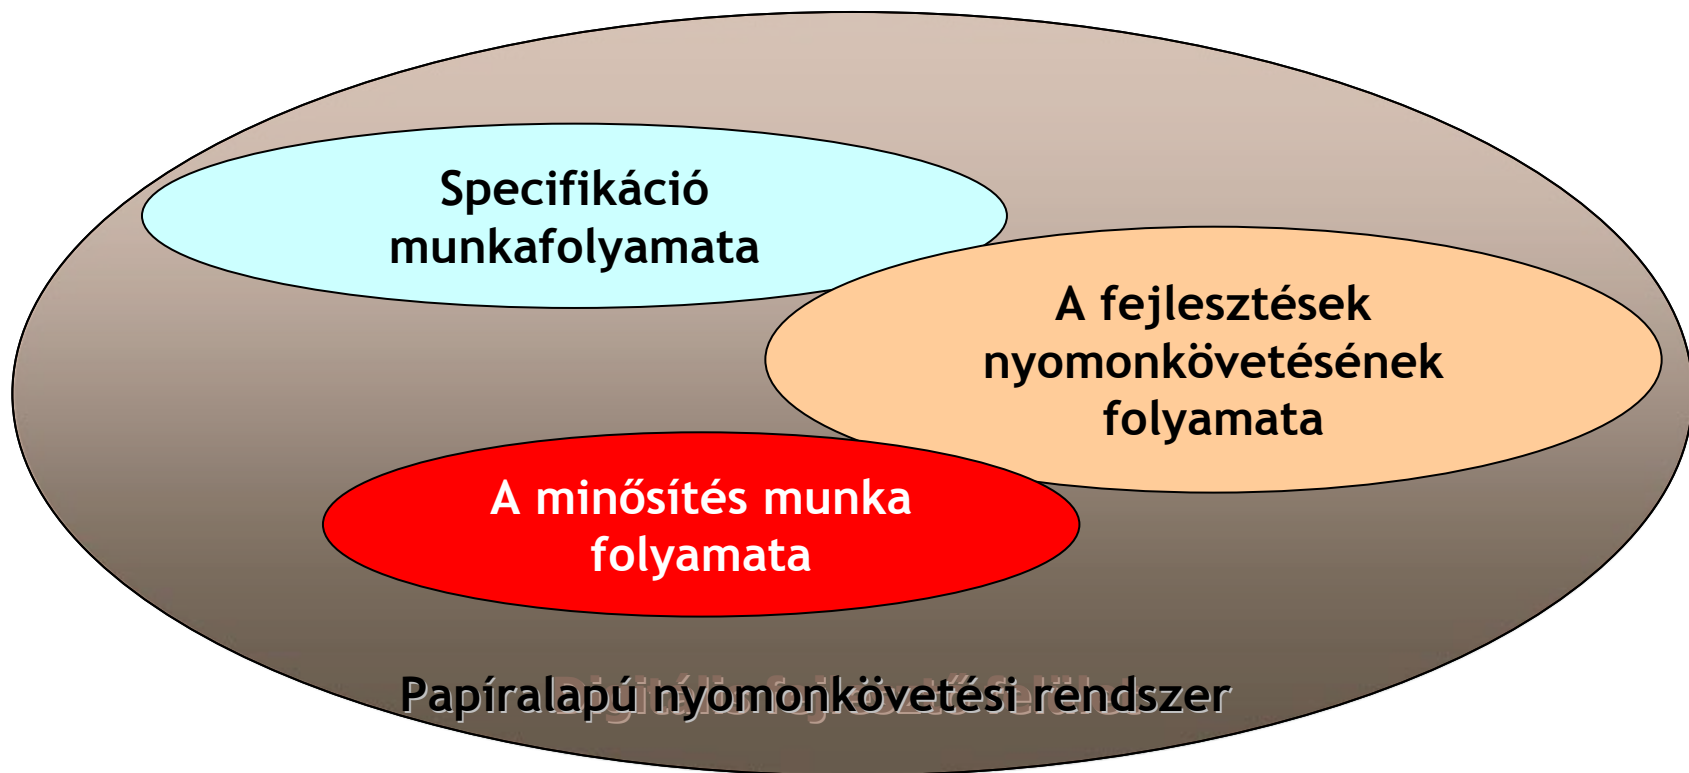 Specifikáció
munkafolyamata
A fejlesztések
nyomonkövetésének
folyamata
A minősítés munka
folyamata
Papíralapú nyomonkövetési rendszer